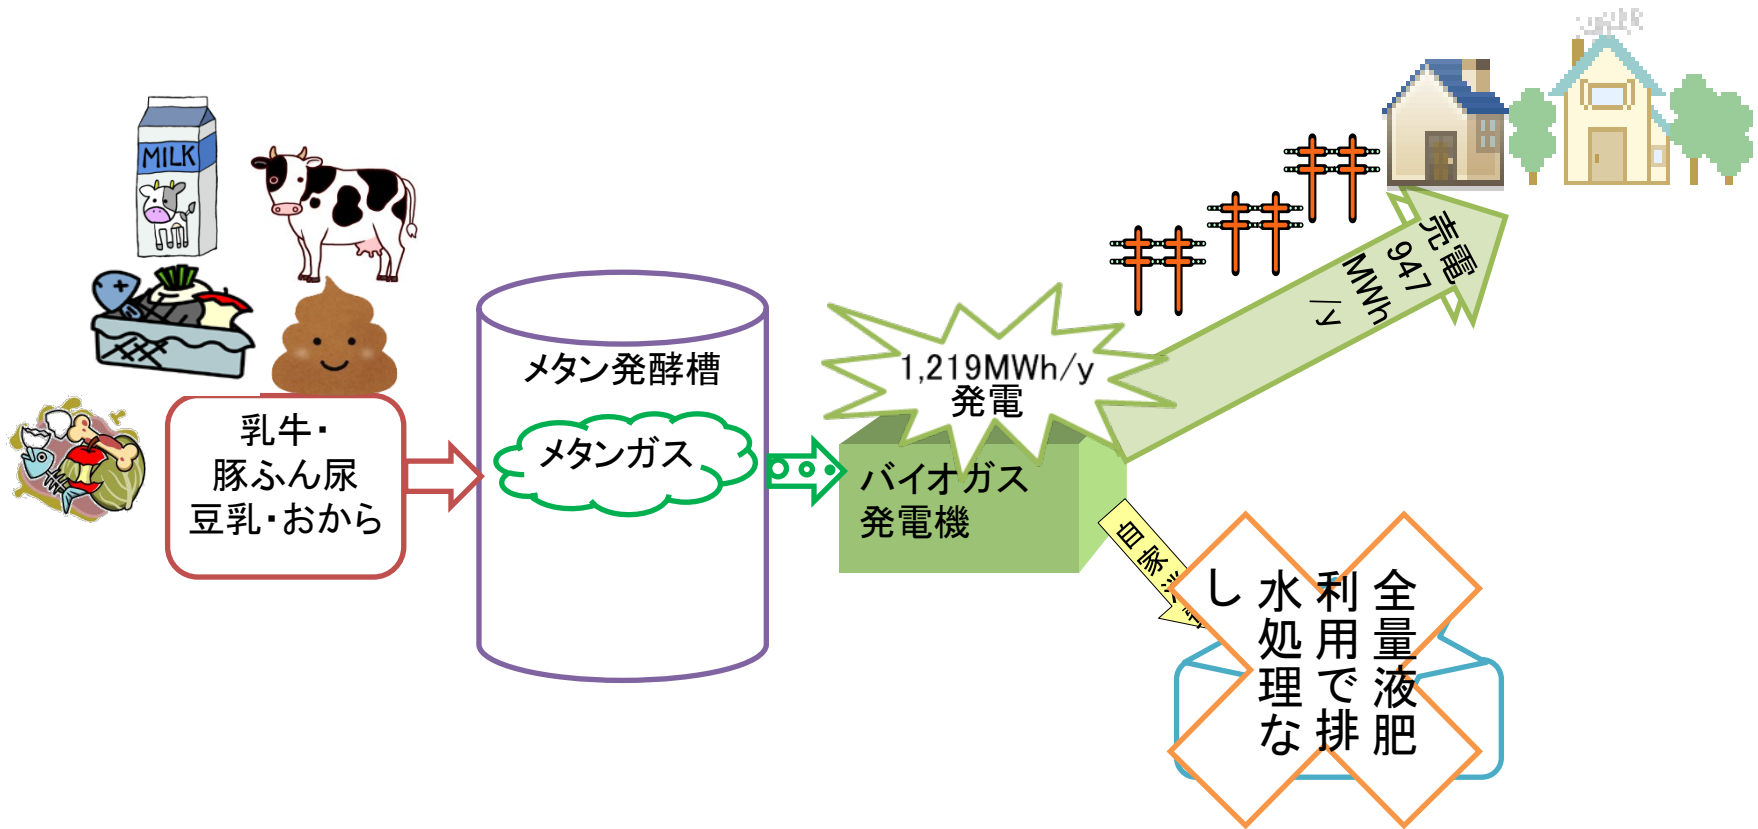 MILK
乳牛・
豚ふん尿
豆乳・おから
メタン発酵槽
メタンガス
1,219MWh/y
発電
バイオガス
発電機
売電
947
MWh
/y
自家
全量液肥
利用で排
水処理な
し